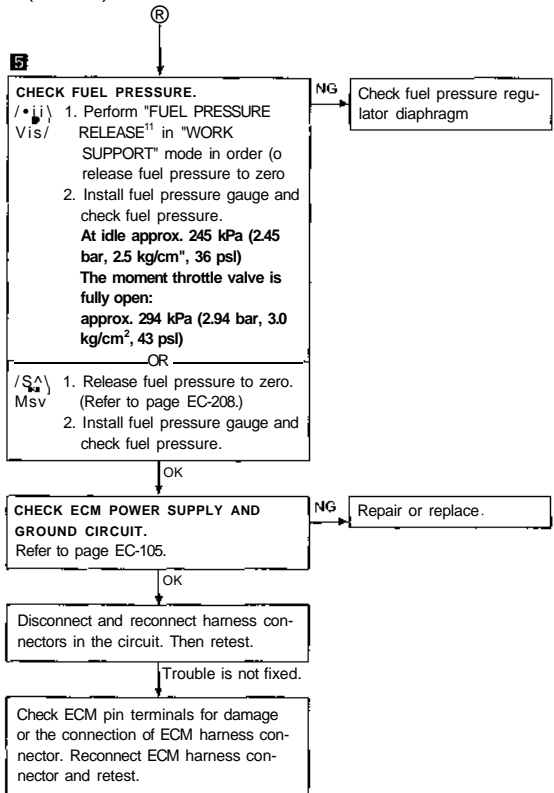 Ⓡ
5
CHECK FUEL PRESSURE.
1. Perform "FUEL PRESSURE
RELEASE11 in "WORK
SUPPORT" mode in order (o
release fuel pressure to zero
2. Install fuel pressure gauge and
check fuel pressure.
At idle approx. 245 kPa (2.45
bar, 2.5 kg/cm", 36 psl)
The moment throttle valve is
fully open:
approx. 294 kPa (2.94 bar, 3.0
kg/cm2, 43 psl)
OR
1. Release fuel pressure to zero.
(Refer to page EC-208.)
2. Install fuel pressure gauge and
check fuel pressure.
NG
Check fuel pressure regu-
lator diaphragm
OK
CHECK ECM POWER SUPPLY AND
GROUND CIRCUIT.
Refer to page EC-105.
NG
Repair or replace.
OK
Disconnect and reconnect harness con-
nectors in the circuit. Then retest.
Trouble is not fixed.
Check ECM pin terminals for damage
or the connection of ECM harness con-
nector. Reconnect ECM harness con-
nector and retest.